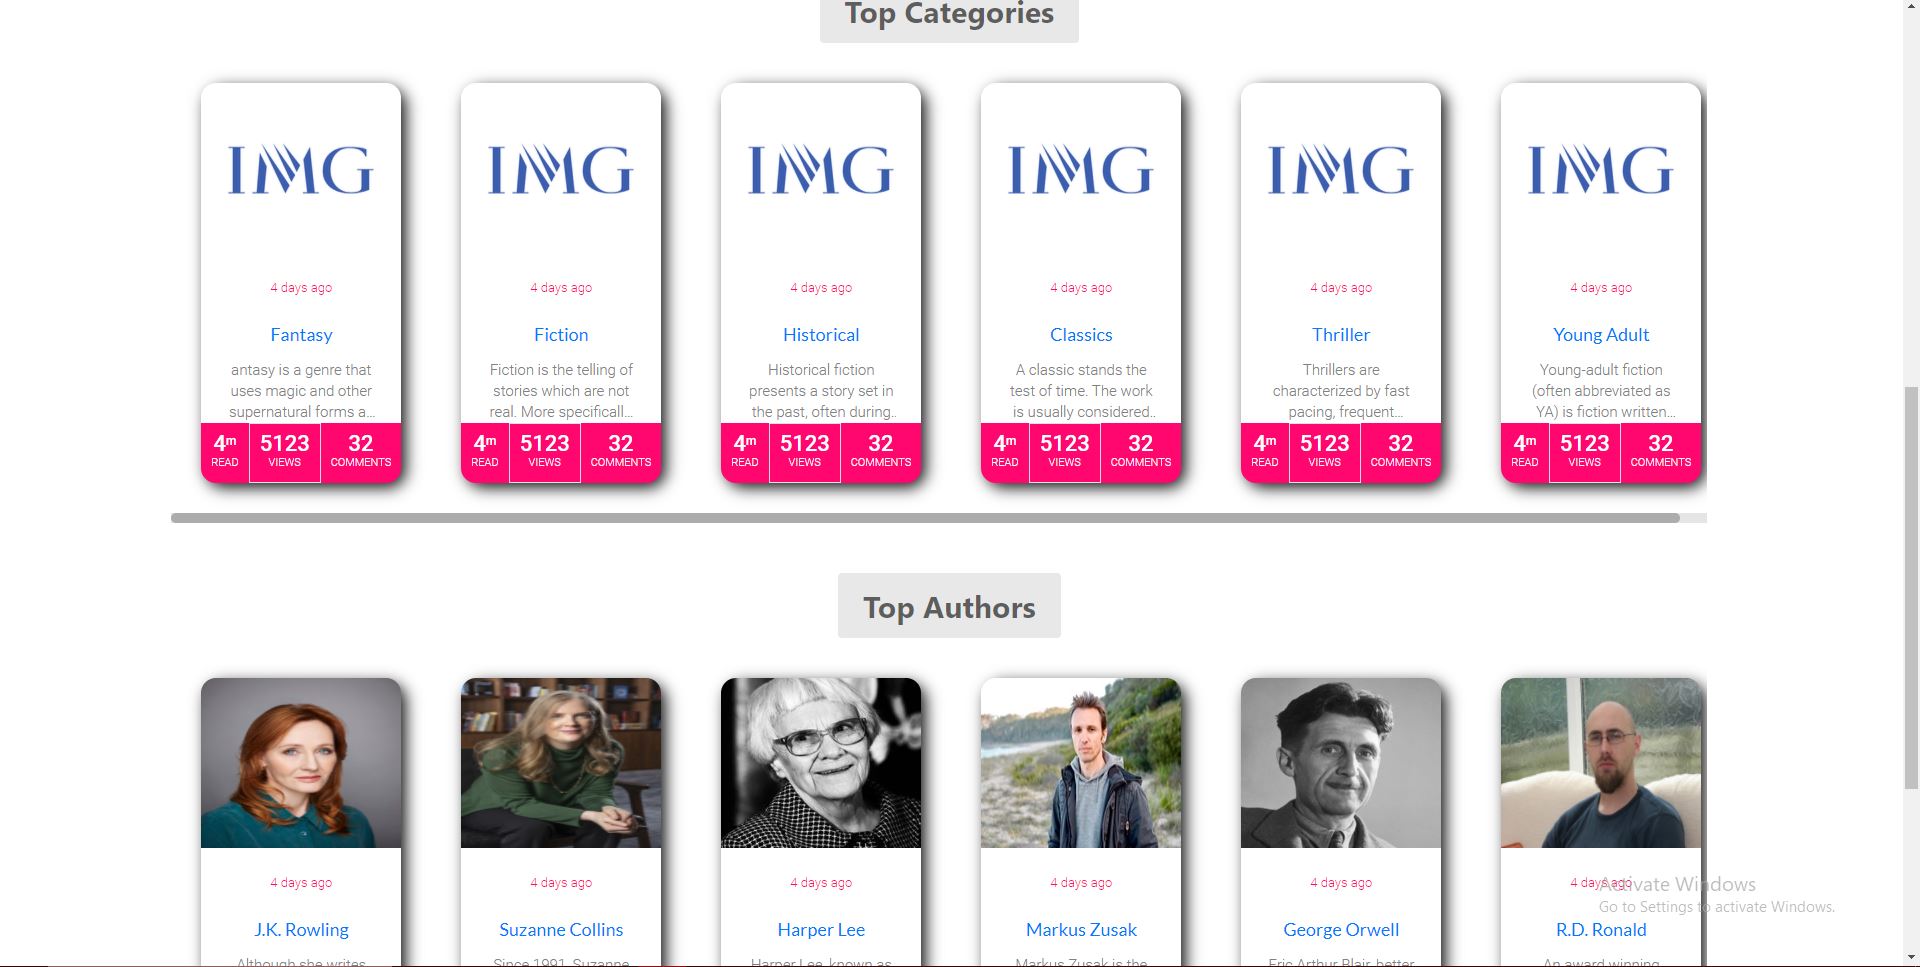 Top Categories
IMG IMG IMG IMG IMG IMG
4 days ago 4 days ago 4 days ago 4 days ago 4 days ago 4 days ago
Fantasy Fiction Historical Classics Thriller Young Adult
antasy is a genre that
uses magic and other
supernatural forms a...
Fiction is the telling of
stories which are not
real. More specificall...
Historical fiction
presents a story set in
the past, often during..
A classic stands the
test of time. The work
is usually considered..
Thrillers are
characterized by fast
pacing, frequent...
Young-adult fiction
(often abbreviated as
YA) is fiction written...
4m 5123 32 4m 5123 32 4m 5123 32 4m 5123 32 4m 5123 32 4m 5123 32
READ VIEWS COMMENTS READ VIEWS COMMENTS READ VIEWS COMMENTS READ VIEWS COMMENTS READ VIEWS COMMENTS READ VIEWS COMMENTS
Top Authors
4 days ago 4 days ago 4 days ago 4 days ago 4 days ago 4 days ago
J.K. Rowling Suzanne Collins Harper Lee Markus Zusak George Orwell R.D. Ronald
Although she writes Since 1991, Suzanne Harper Lee, known as Markus Zusak is the Eric Arthur Blair, better An award winning
Activate Windows
Go to Settings to activate Windows.